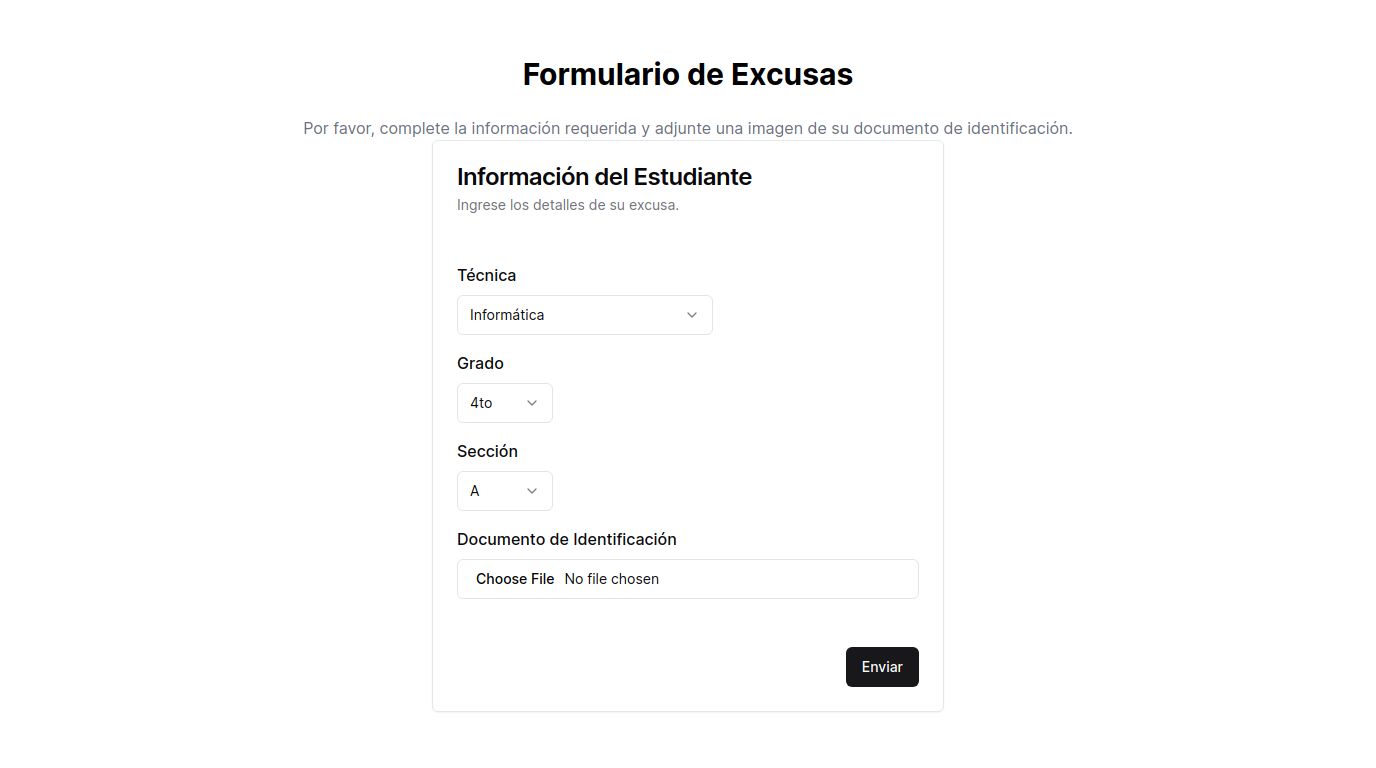 Formulario de Excusas
Por favor, complete la información requerida y adjunte una imagen de su documento de identificación.
Información del Estudiante
Ingrese los detalles de su excusa.
Técnica
Informática
Grado
4to
Sección
A
Documento de Identificación
Choose File No file chosen
Enviar